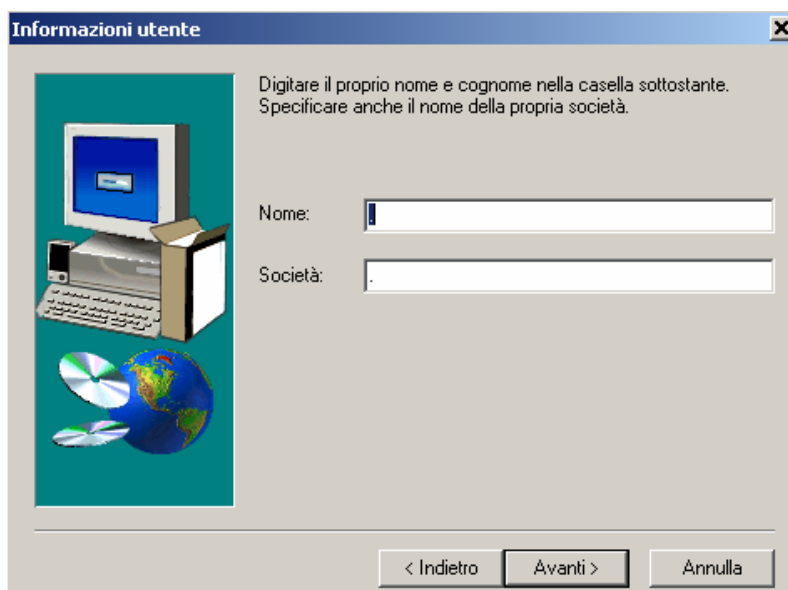 Informazioni utente
Digitare il proprio nome e cognome nella casella sottostante.
Specificare anche il nome della propria società.
Nome: .
Società: .
< Indietro Avanti > Annulla